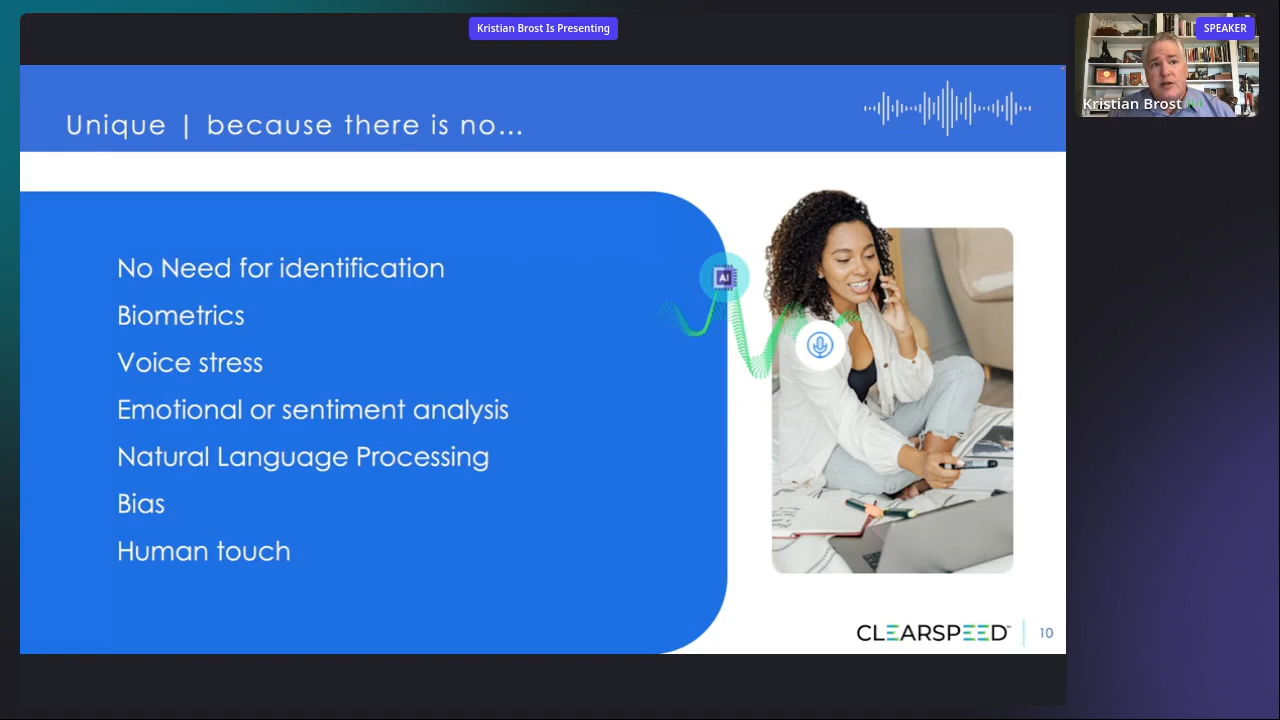 Kristian Brost Is Presenting
SPEAKER
Kristian Brost
Unique | because there is no...
No Need for identification
Biometrics
Voice stress
Emotional or sentiment analysis
Natural Language Processing
Bias
Human touch
AI
CLEARSPEED™
10